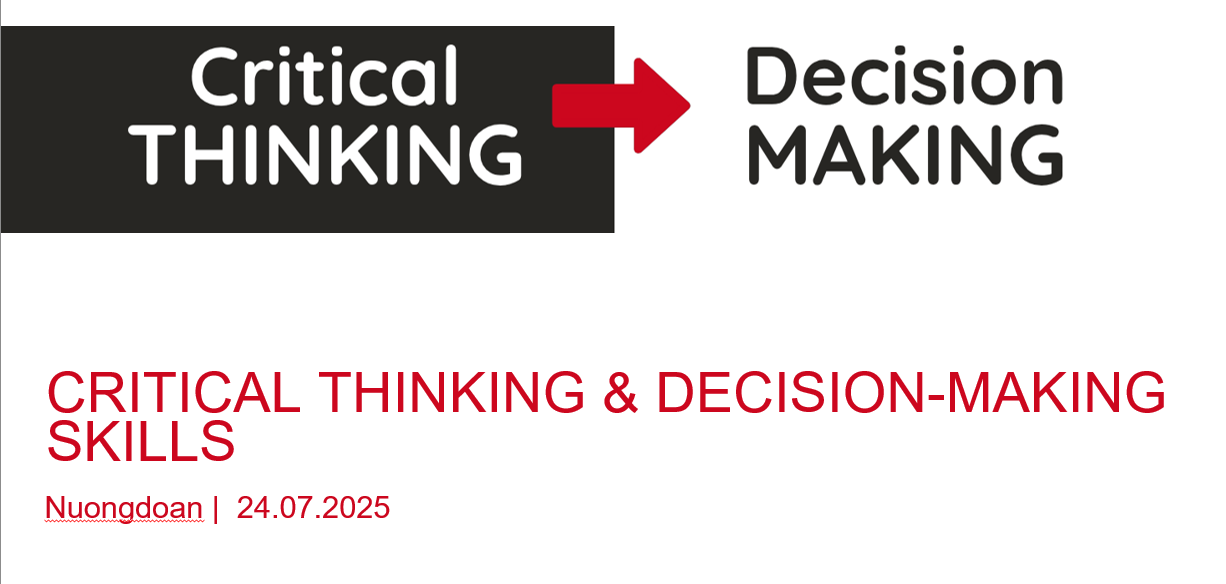 Critical
THINKING
Decision
MAKING
CRITICAL THINKING & DECISION-MAKING
SKILLS
Nuongdoan | 24.07.2025